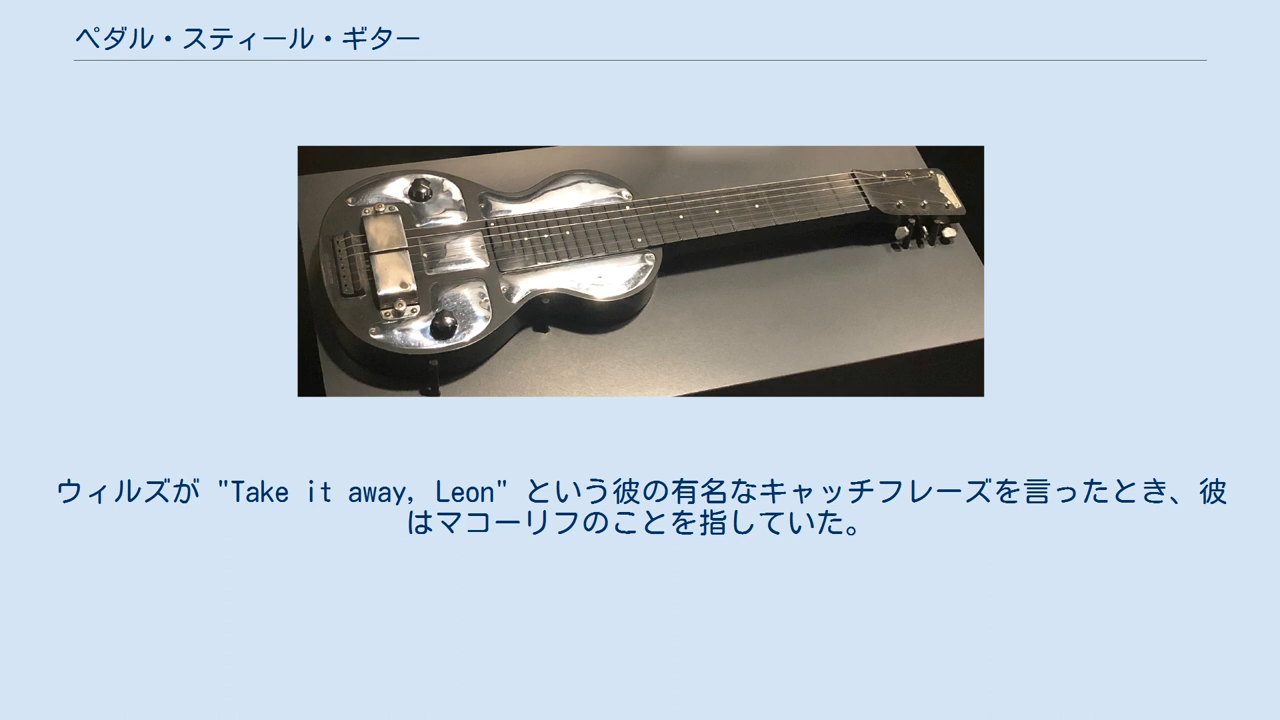 ペダル・スティール・ギター
ウィルズが "Take it away, Leon" という彼の有名なキャッチフレーズを言ったとき、彼
はマコーリフのことを指していた。